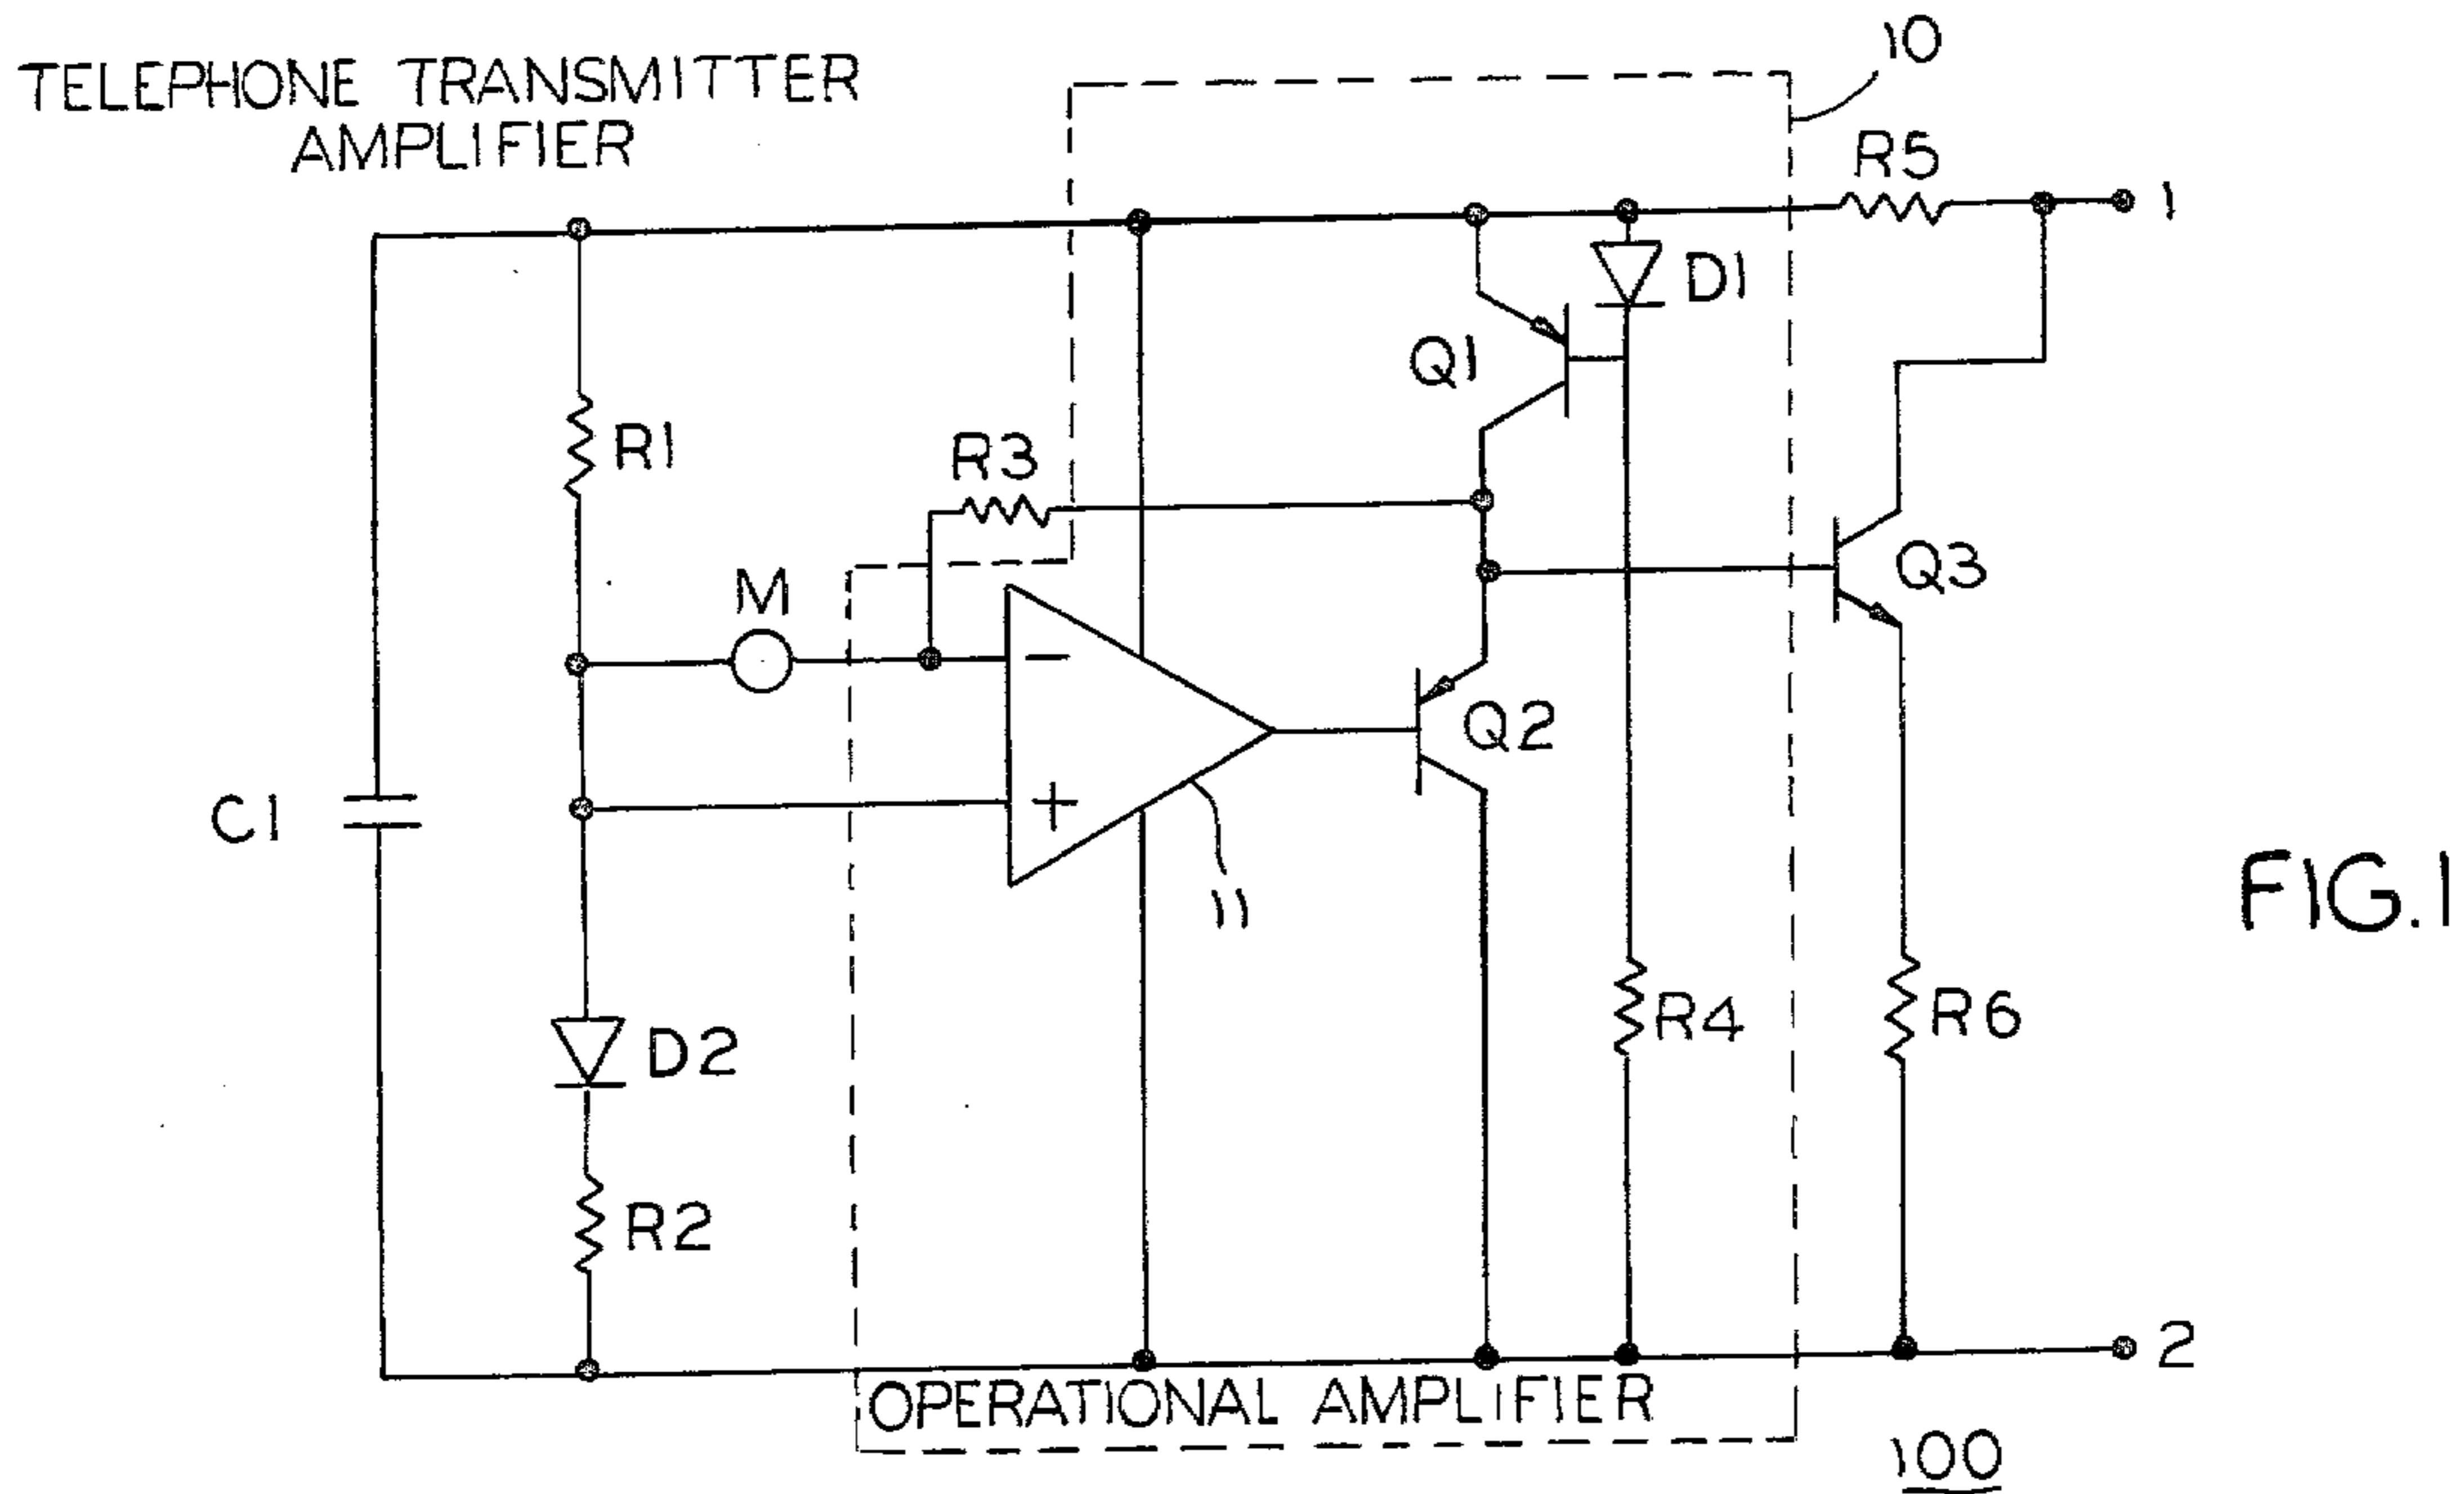 TELEPHONE TRANSMITTER
AMPLIFIER
10
R5
1
D1
Q1
R1
R3
M
Q3
−
Q2
+
C1
11
FIG.1
D2
R4
R6
R2
2
OPERATIONAL AMPLIFIER
100